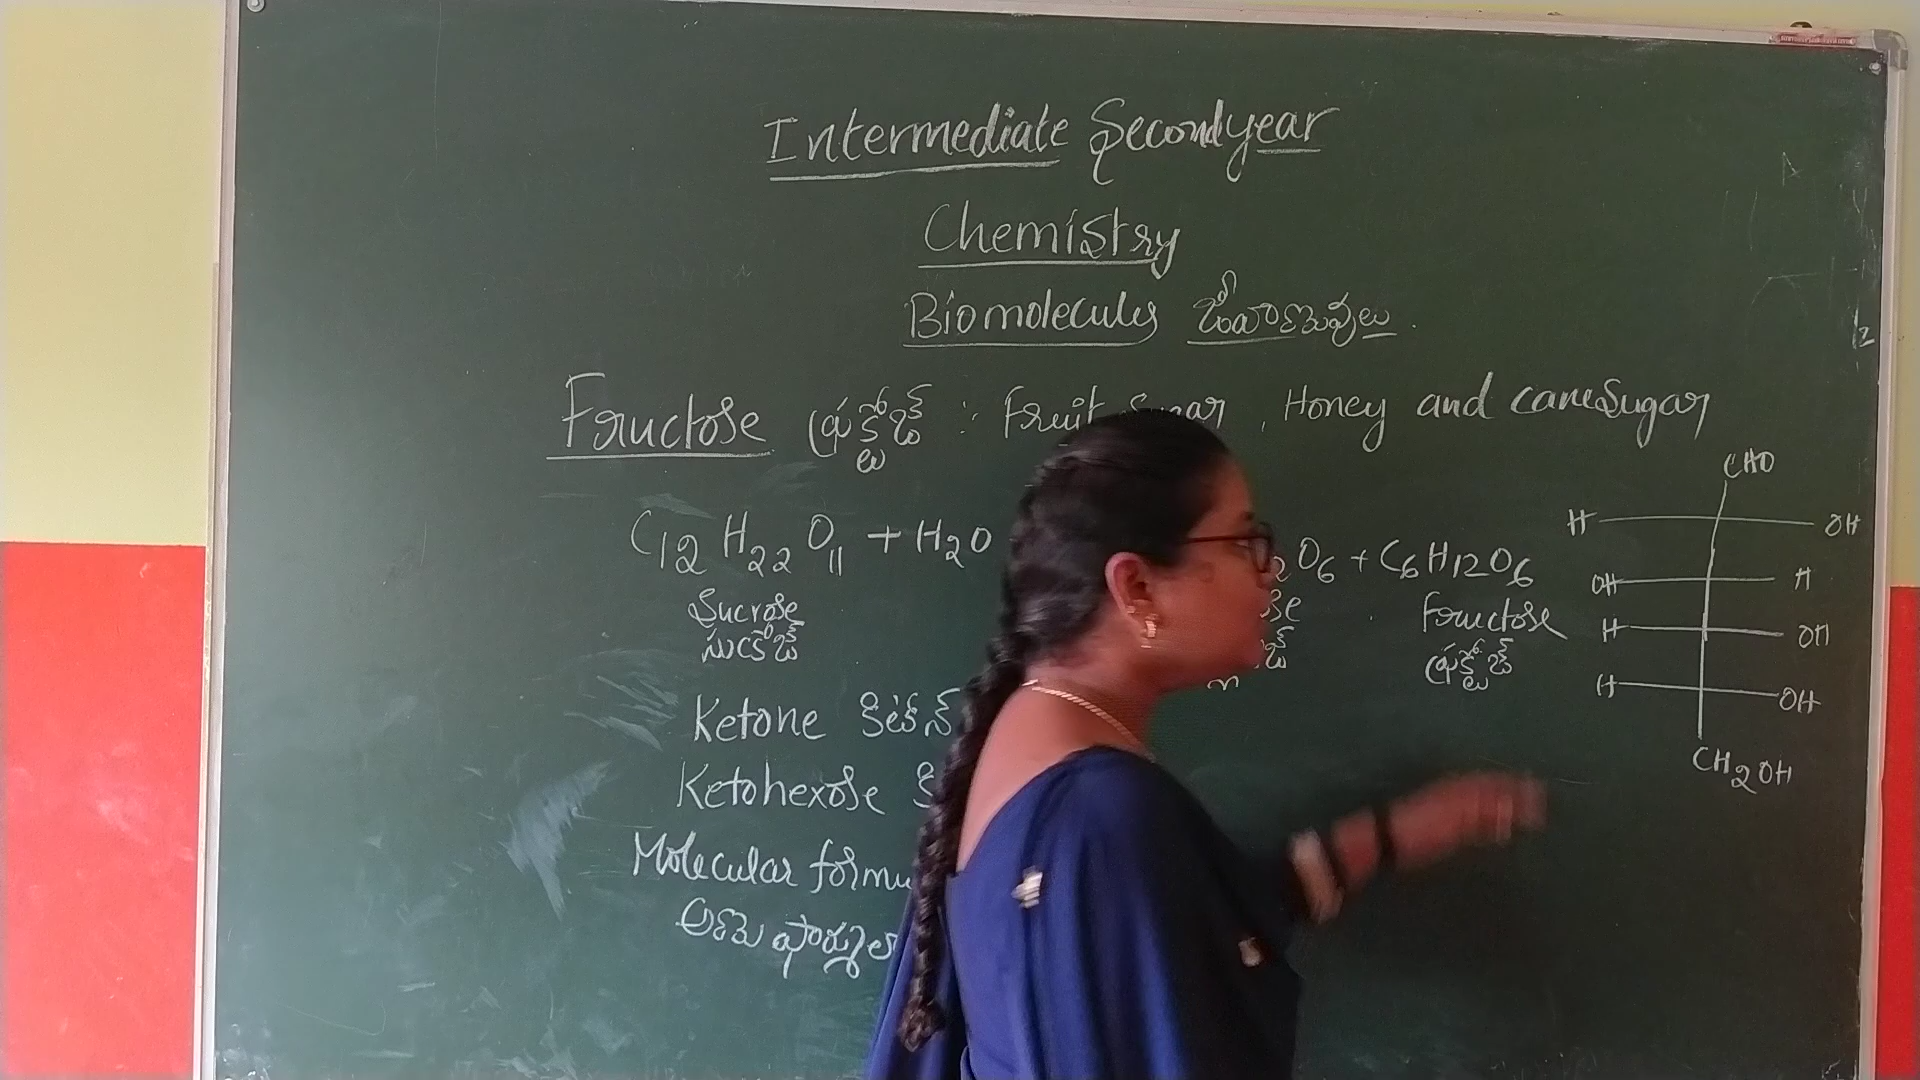 Intermediate Second year
Chemistry
Biomolecules జీవాణువులు.
Fructose ఫ్రక్టోజ్ : Fruit Sugar, Honey and cane Sugar
C12 H22 O11 + H2O 2O6 + C6H12O6
Sucrose se Fructose
సుక్రోజ్ జ్ ఫ్రక్టోజ్
Ketone కీటోన్
Ketohexose కీ
Molecular formu
అణు ఫార్ములా
CHO
H OH
OH H
H OH
H OH
CH2OH